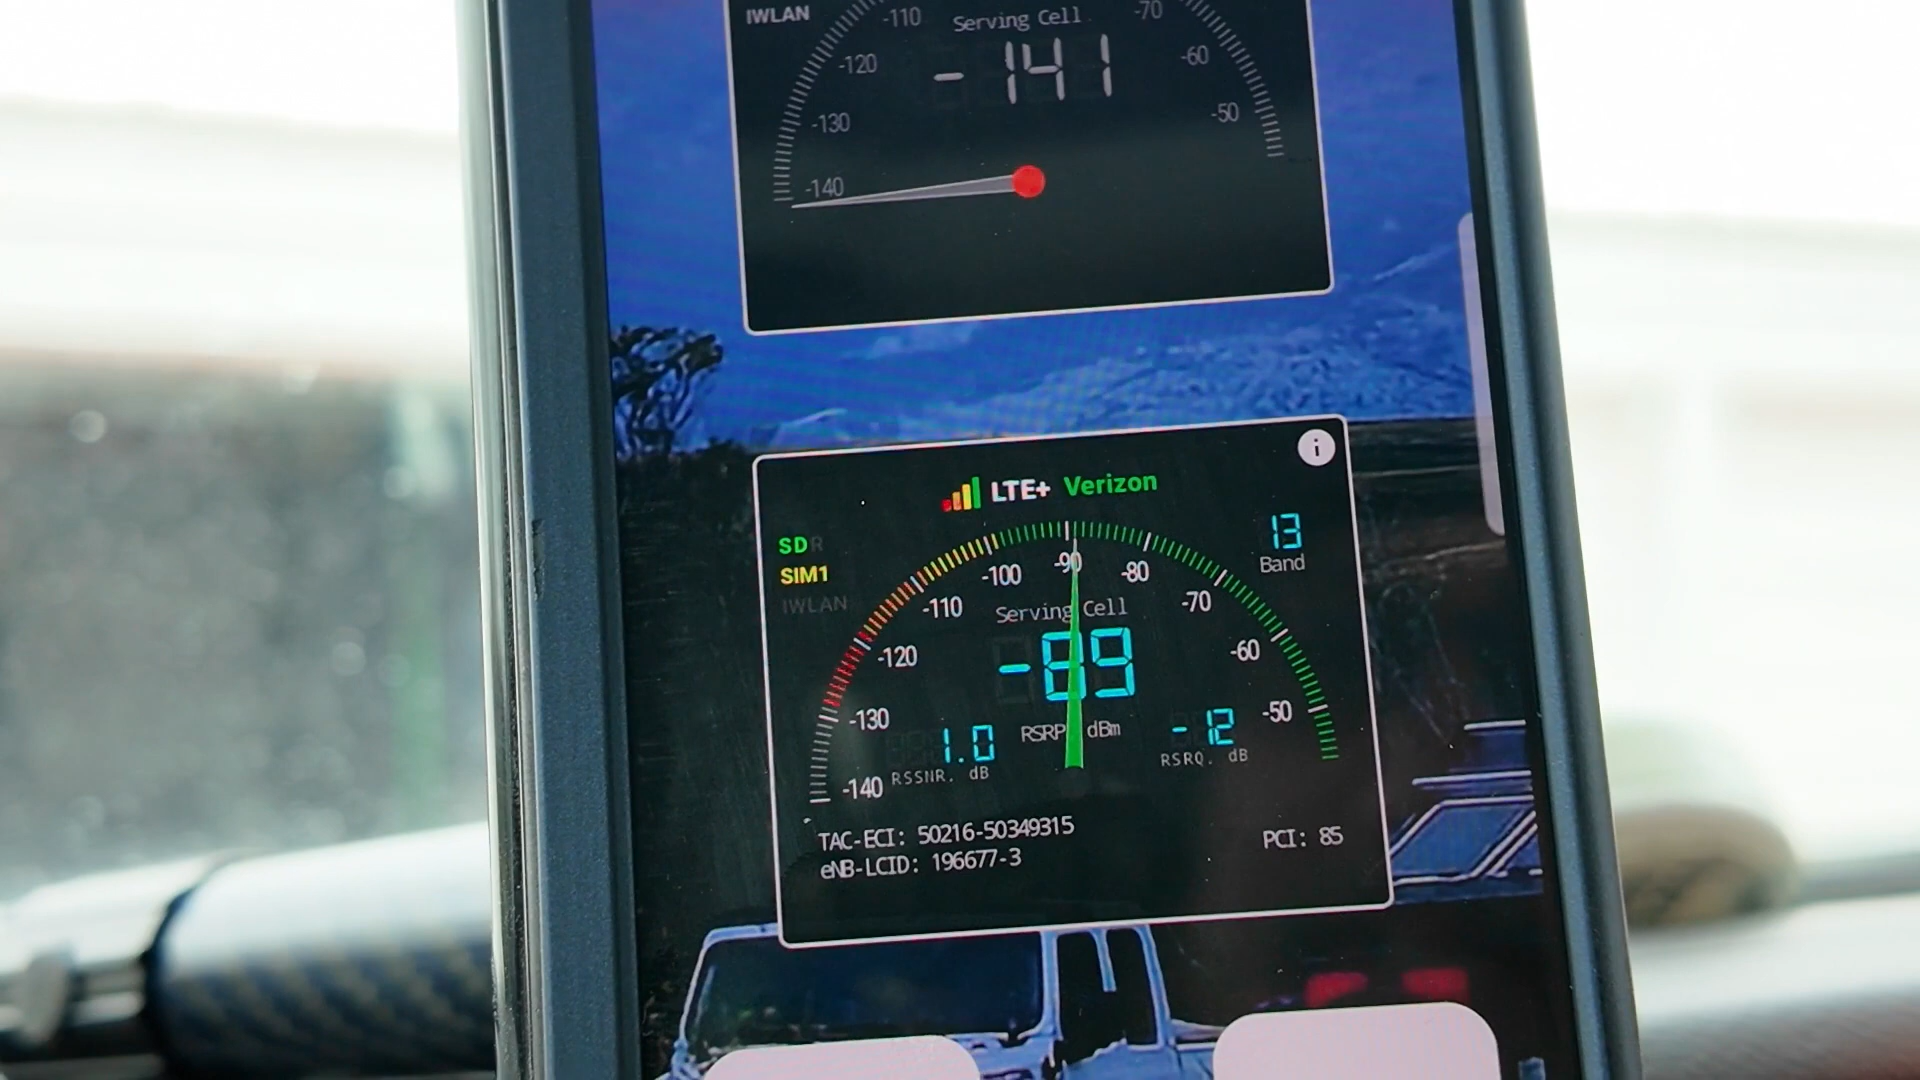 IWLAN
-110
Serving Cell
-70
-120
-141
-60
-130
-50
-140
i
LTE+ Verizon
SDR
13
SIM1
-100
-90
-80
Band
IWLAN
-110
Serving Cell
-70
-120
-89
-60
-130
1.0
RSRP. dBm
-12
-50
-140
RSSNR. dB
RSRQ. dB
TAC-ECI: 50216-50349315
PCI: 85
eNB-LCID: 196677-3